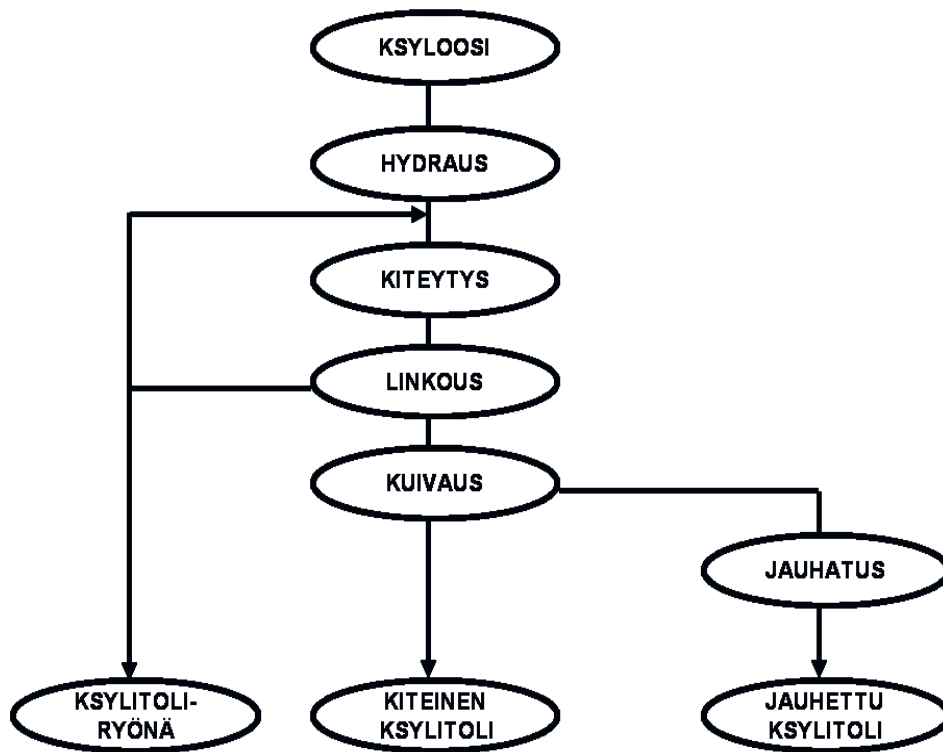 KSYLOOSI
HYDRAUS
KITEYTYS
LINKOUS
KUIVAUS
JAUHATUS
KSYLITOLI-
RYÖNÄ
KITEINEN
KSYLITOLI
JAUHETTU
KSYLITOLI